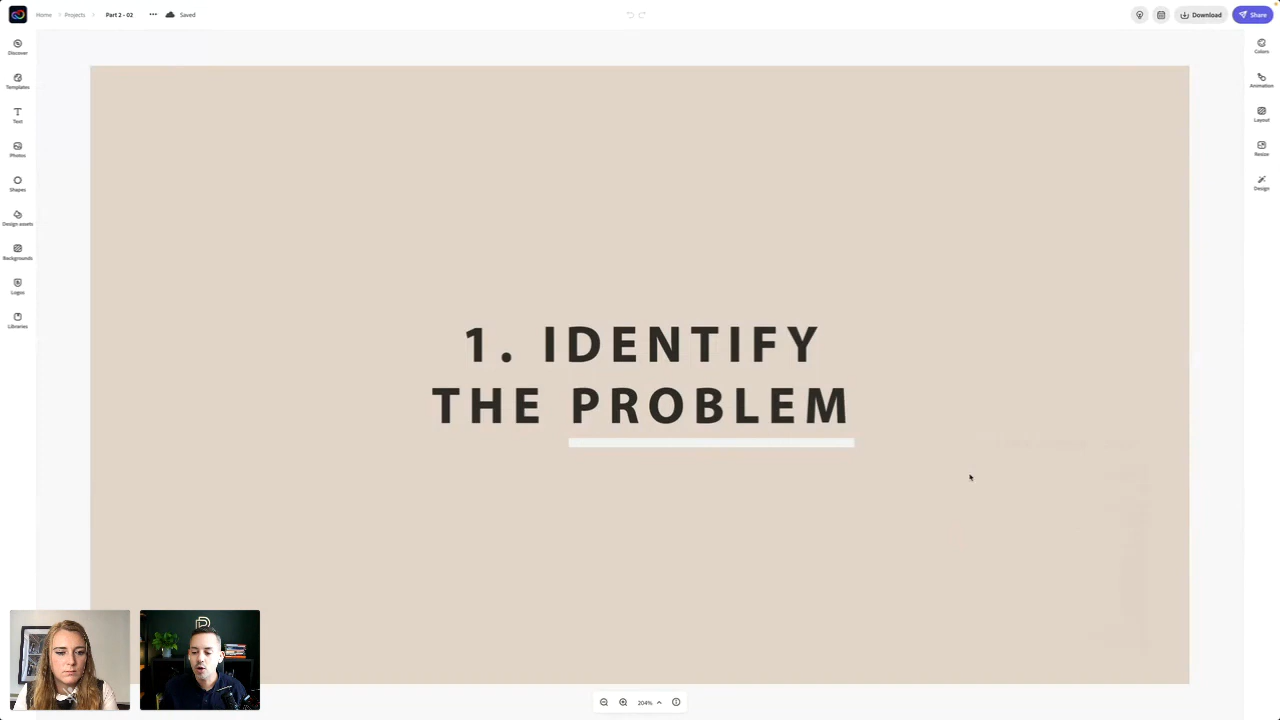 Home
Projects
Part 2 - 02
Saved
Download
Share
Discover
Templates
Text
Photos
Shapes
Design assets
Backgrounds
Logos
Libraries
Colors
Animation
Layout
Resize
Design
1. IDENTIFY
THE PROBLEM
204%